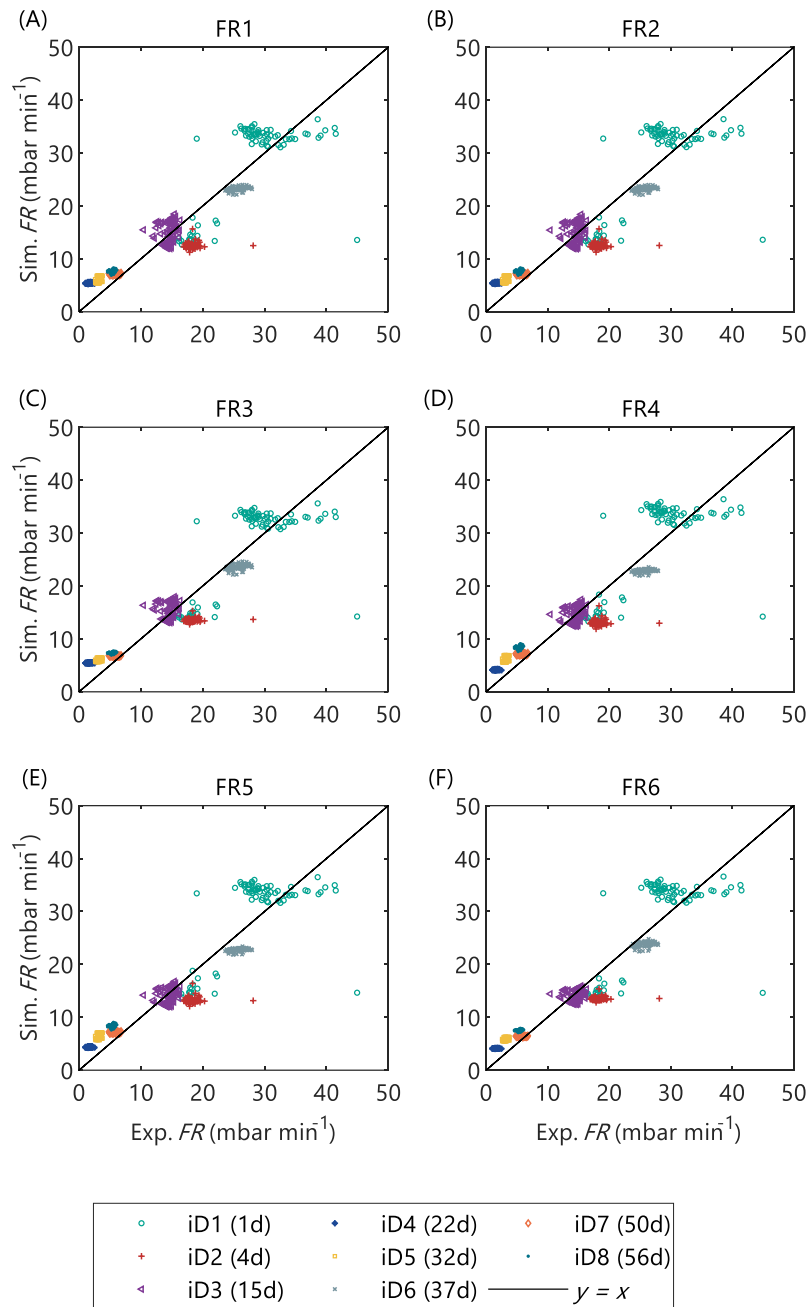 (A) FR1
50
40
30
20
10
0
0 10 20 30 40 50
Sim. FR (mbar min⁻¹)
(B) FR2
50
40
30
20
10
0
0 10 20 30 40 50
(C) FR3
50
40
30
20
10
0
0 10 20 30 40 50
Sim. FR (mbar min⁻¹)
(D) FR4
50
40
30
20
10
0
0 10 20 30 40 50
(E) FR5
50
40
30
20
10
0
0 10 20 30 40 50
Sim. FR (mbar min⁻¹)
Exp. FR (mbar min⁻¹)
(F) FR6
50
40
30
20
10
0
0 10 20 30 40 50
Exp. FR (mbar min⁻¹)
iD1 (1d) iD4 (22d) iD7 (50d)
iD2 (4d) iD5 (32d) iD8 (56d)
iD3 (15d) iD6 (37d) y = x